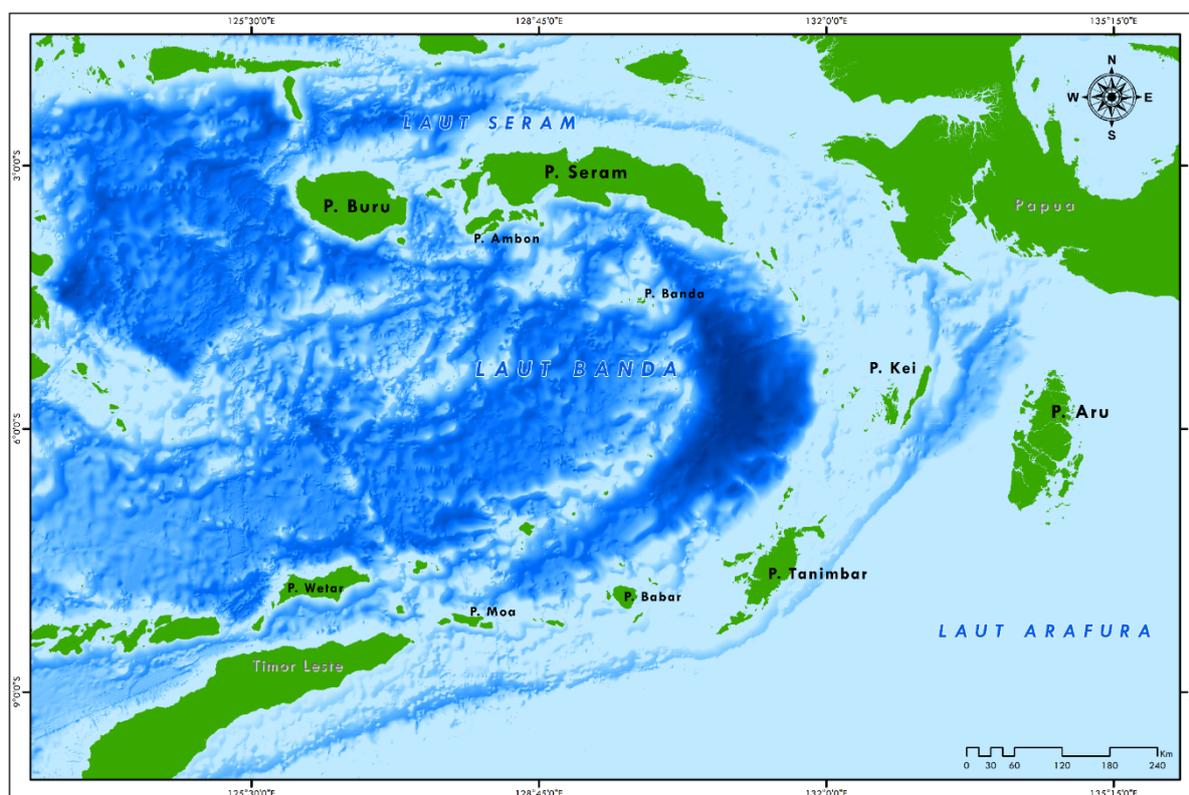 125°30'0"E 128°45'0"E 132°0'0"E 135°15'0"E
N
W E
S
LAUT SERAM
3°0'0"S
P. Seram
P. Buru
Papua
P. Ambon
P. Banda
LAUT BANDA
P. Kei
P. Aru
6°0'0"S
P. Tanimbar
P. Wetar
P. Babar
P. Moa
LAUT ARAFURA
Timor Leste
9°0'0"S
Km
0 30 60 120 180 240
125°30'0"E 128°45'0"E 132°0'0"E 135°15'0"E